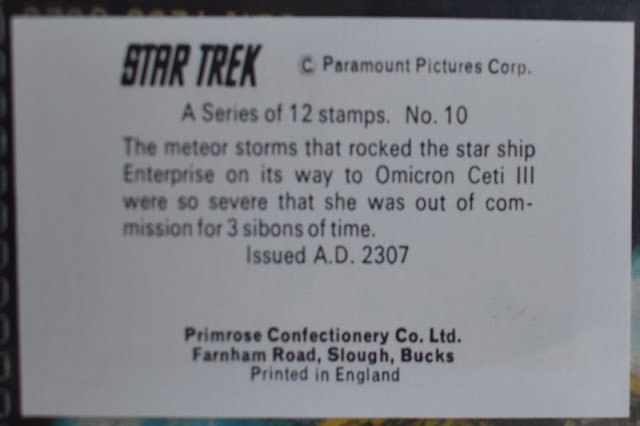 STAR TREK © Paramount Pictures Corp.
A Series of 12 stamps. No. 10
The meteor storms that rocked the star ship
Enterprise on its way to Omicron Ceti III
were so severe that she was out of com-
mission for 3 sibons of time.
Issued A.D. 2307
Primrose Confectionery Co. Ltd.
Farnham Road, Slough, Bucks
Printed in England